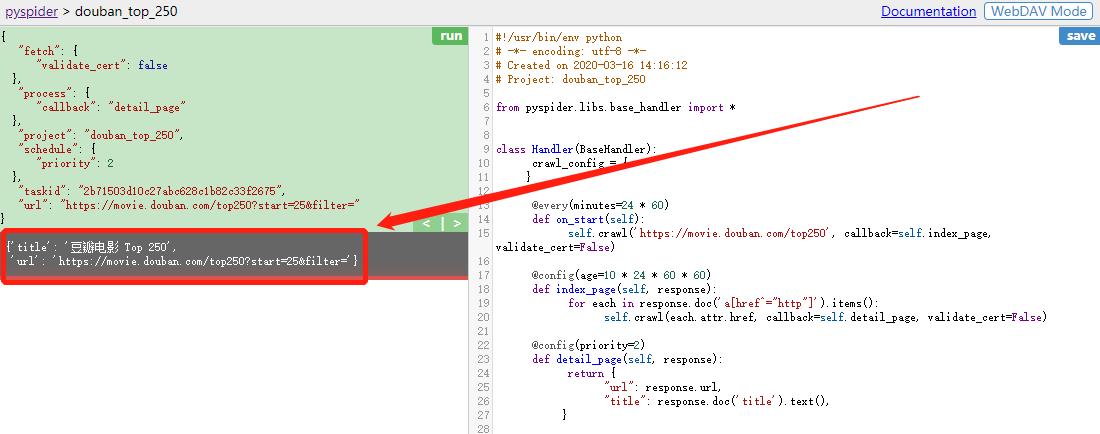 pyspider > douban_top_250
Documentation
WebDAV Mode
run
{
"fetch": {
"validate_cert": false
},
"process": {
"callback": "detail_page"
},
"project": "douban_top_250",
"schedule": {
"priority": 2
},
"taskid": "2b71503d10c27abc628c1b82c33f2675",
"url": "https://movie.douban.com/top250?start=25&filter="
}
< | >
{'title': '豆瓣电影 Top 250',
'url': 'https://movie.douban.com/top250?start=25&filter='}
save
1 #!/usr/bin/env python
2 # -*- encoding: utf-8 -*-
3 # Created on 2020-03-16 14:16:12
4 # Project: douban_top_250
5
6 from pyspider.libs.base_handler import *
7
8
9 class Handler(BaseHandler):
10 crawl_config = {
11 }
12
13 @every(minutes=24 * 60)
14 def on_start(self):
15 self.crawl('https://movie.douban.com/top250', callback=self.index_page,
validate_cert=False)
16
17 @config(age=10 * 24 * 60 * 60)
18 def index_page(self, response):
19 for each in response.doc('a[href^="http"]').items():
20 self.crawl(each.attr.href, callback=self.detail_page, validate_cert=False)
21
22 @config(priority=2)
23 def detail_page(self, response):
24 return {
25 "url": response.url,
26 "title": response.doc('title').text(),
27 }
28